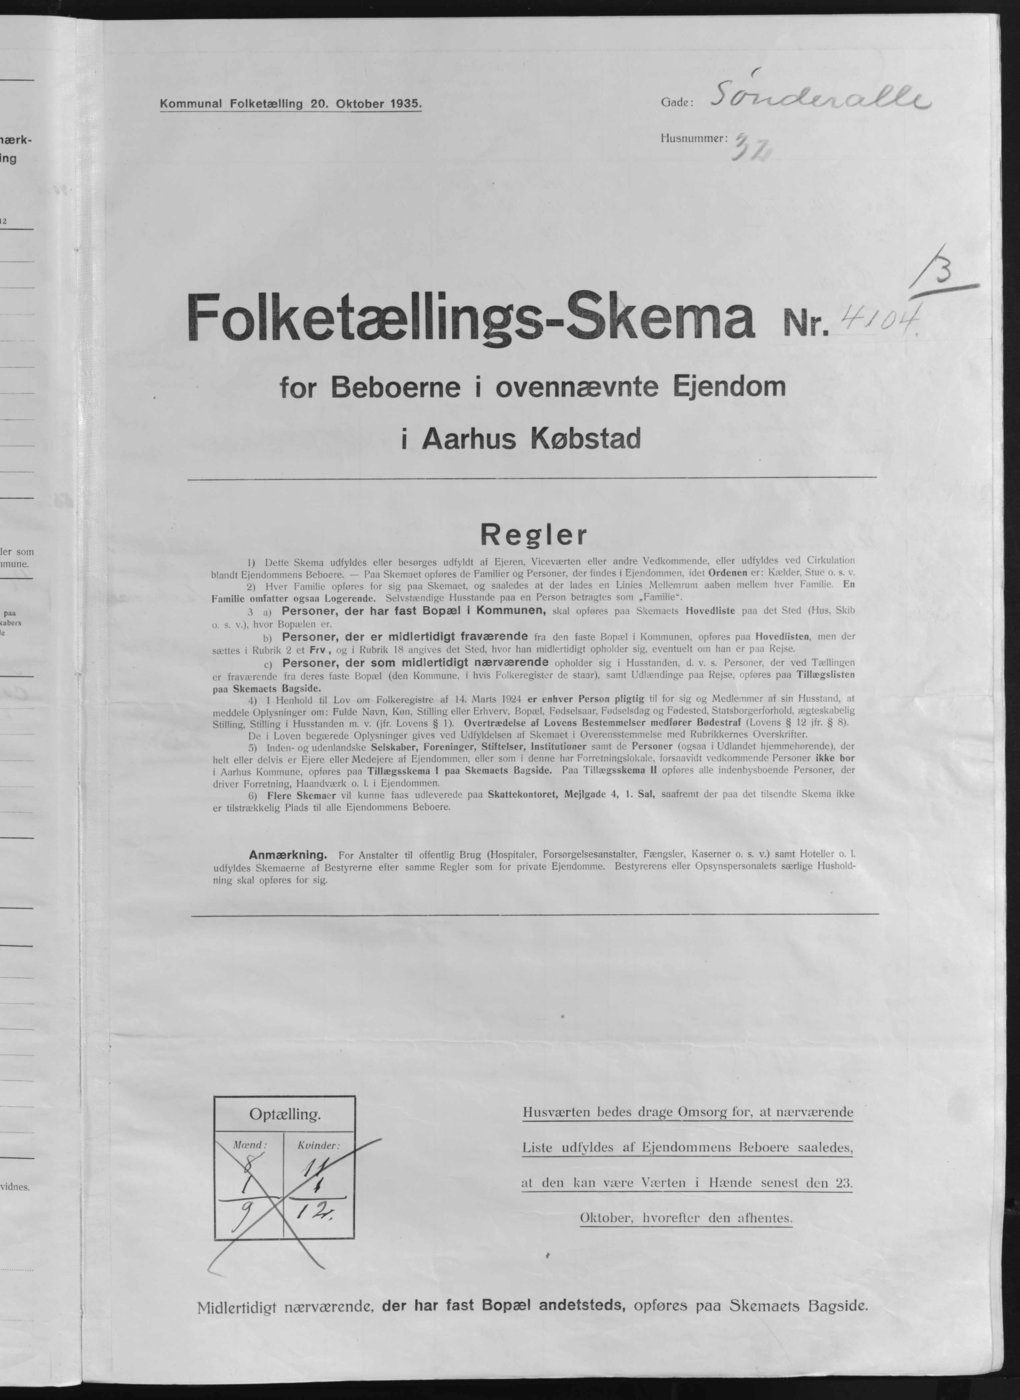 Kommunal Folketælling 20. Oktober 1935.
Gade: Sønderalle
Husnummer: 32
B
Folketællings-Skema Nr. 4104.
for Beboerne i ovennævnte Ejendom
i Aarhus Købstad
Regler
1) Dette Skema udfyldes eller besørges udfyldt af Ejeren, Viceværten eller andre Vedkommende, eller udfyldes ved Cirkulation
blandt Ejendommens Beboere. — Paa Skemaet opføres de Familier og Personer, der findes i Ejendommen, idet Ordenen er: Kælder, Stue o. s. v.
2) Hver Familie opføres for sig paa Skemaet, og saaledes at der lades en Linies Mellemrum aaben mellem hver Familie. En
Familie omfatter ogsaa Logerende. Selvstændige Husstande paa en Person betragtes som „Familie“.
3 a) Personer, der har fast Bopæl i Kommunen, skal opføres paa Skemaets Hovedliste paa det Sted (Hus, Skib
o. s. v.), hvor Bopælen er.
b) Personer, der er midlertidigt fraværende fra den faste Bopæl i Kommunen, opføres paa Hovedlisten, men der
sættes i Rubrik 2 et Frv., og i Rubrik 18 angives det Sted, hvor han midlertidigt opholder sig, eventuelt om han er paa Rejse.
c) Personer, der som midlertidigt nærværende opholder sig i Husstanden, d. v. s. Personer, der ved Tællingen
er fraværende fra deres faste Bopæl (den Kommune, i hvis Folkeregister de staar), samt Udlændinge paa Rejse, opføres paa Tillægslisten
paa Skemaets Bagside.
4) I Henhold til Lov om Folkeregistre af 14. Marts 1924 er enhver Person pligtig til for sig og Medlemmer af sin Husstand, at
meddele Oplysninger om: Fulde Navn, Køn, Stilling eller Erhverv, Bopæl, Fødselsaar, Fødselsdag og Fødested, Statsborgerforhold, ægteskabelig
Stilling, Stilling i Husstanden m. v. (jfr. Lovens § 1). Overtrædelse af Lovens Bestemmelser medfører Bødestraf (Lovens § 12 jfr. § 8).
De i Loven begærede Oplysninger gives ved Udfyldelsen af Skemaet i Overensstemmelse med Rubrikkernes Overskrifter.
5) Inden- og udenlandske Selskaber, Foreninger, Stiftelser, Institutioner samt de Personer (ogsaa i Udlandet hjemmehørende), der
helt eller delvis er Ejere eller Medejere af Ejendommen, eller som i denne har Forretningslokale, forsaavidt vedkommende Personer ikke bor
i Aarhus Kommune, opføres paa Tillægsskema I paa Skemaets Bagside. Paa Tillægsskema II opføres alle indenbysboende Personer, der
driver Forretning, Haandværk o. l. i Ejendommen.
6) Flere Skemaer vil kunne faas udleverede paa Skattekontoret, Mejlgade 4, 1. Sal, saafremt der paa det tilsendte Skema ikke
er tilstrækkelig Plads til alle Ejendommens Beboere.
Anmærkning. For Anstalter til offentlig Brug (Hospitaler, Forsørgelsesanstalter, Fængsler, Kaserner o. s. v.) samt Hoteller o. l.
udfyldes Skemaerne af Bestyrerne efter samme Regler som for private Ejendomme. Bestyrerens eller Opsynspersonalets særlige Hushold-
ning skal opføres for sig.
Optælling.
Mænd: Kvinder:
8 11
1 1
9 12.
Husværten bedes drage Omsorg for, at nærværende
Liste udfyldes af Ejendommens Beboere saaledes,
at den kan være Værten i Hænde senest den 23.
Oktober, hvorefter den afhentes.
Midlertidigt nærværende, der har fast Bopæl andetsteds, opføres paa Skemaets Bagside.
nærk-
ing
12
ler som
mmune.
paa
skabers
le
vidnes.